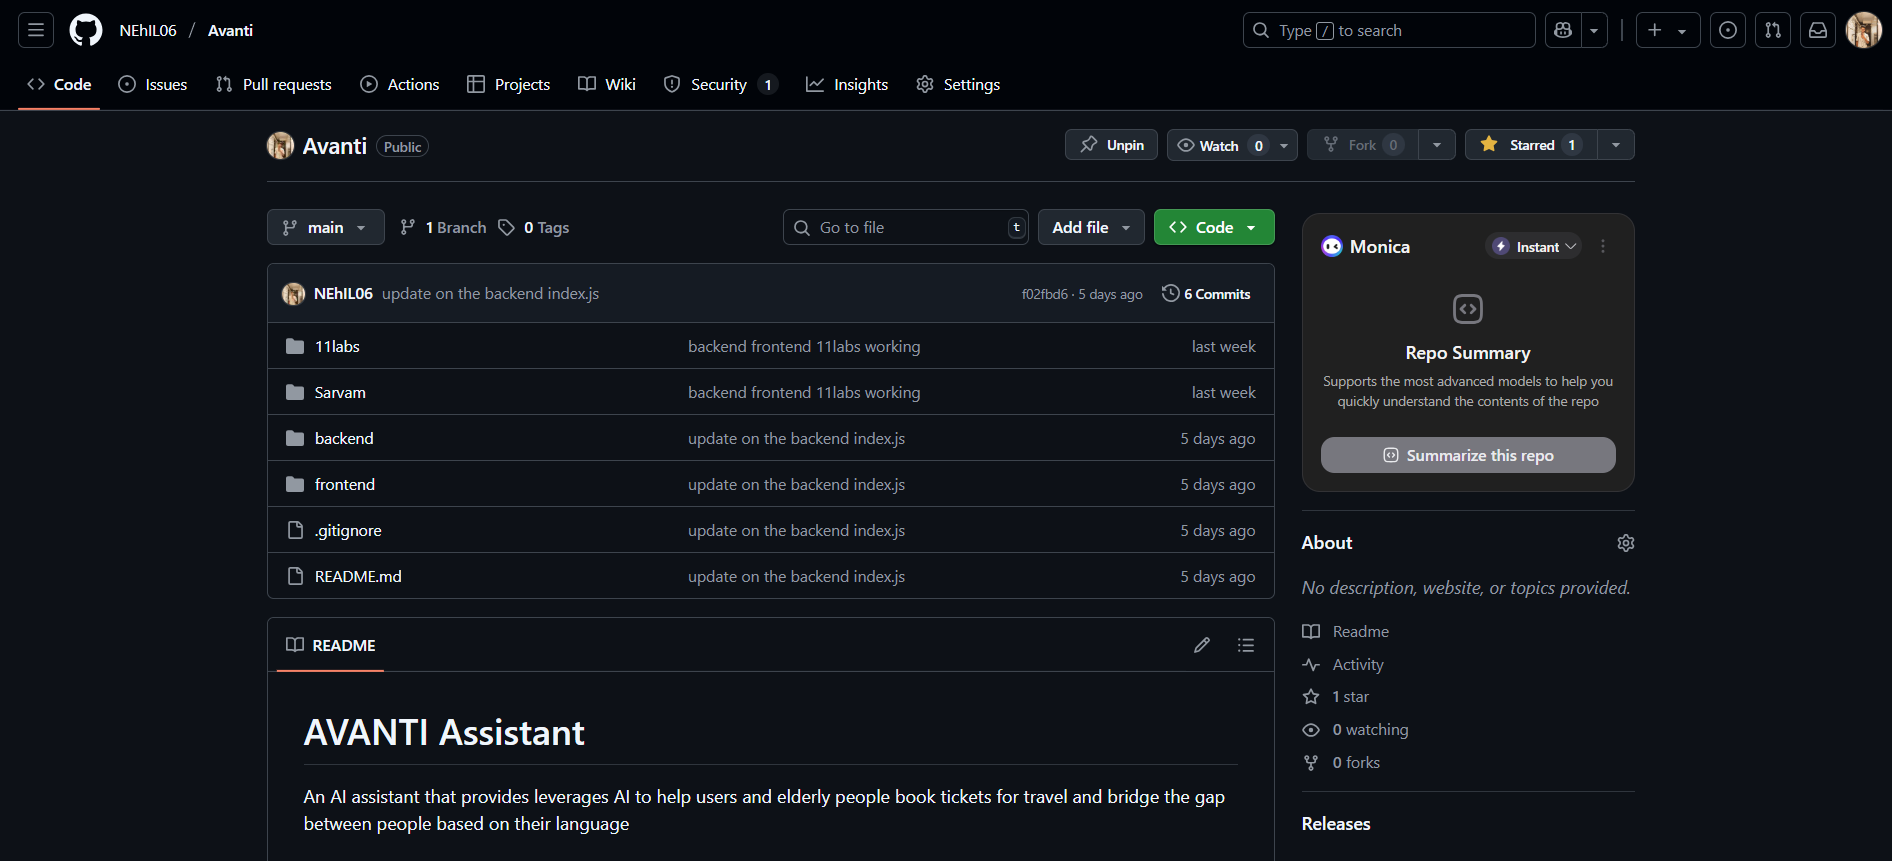 NEhIL06 / Avanti
Type / to search
Code Issues Pull requests Actions Projects Wiki Security 1 Insights Settings
Avanti Public
Unpin Watch 0 Fork 0 Starred 1
main 1 Branch 0 Tags
Go to file t Add file Code
NEhIL06 update on the backend index.js f02fbd6 · 5 days ago 6 Commits
11labs backend frontend 11labs working last week
Sarvam backend frontend 11labs working last week
backend update on the backend index.js 5 days ago
frontend update on the backend index.js 5 days ago
.gitignore update on the backend index.js 5 days ago
README.md update on the backend index.js 5 days ago
README
AVANTI Assistant
An AI assistant that provides leverages AI to help users and elderly people book tickets for travel and bridge the gap
between people based on their language
Monica Instant
Repo Summary
Supports the most advanced models to help you
quickly understand the contents of the repo
Summarize this repo
About
No description, website, or topics provided.
Readme
Activity
1 star
0 watching
0 forks
Releases